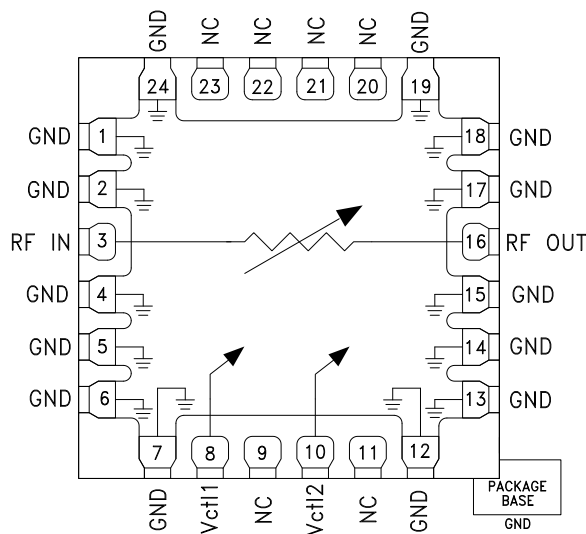 GND
NC
NC
NC
NC
GND
24
23
22
21
20
19
GND 1
18 GND
GND 2
17 GND
RF IN 3
16 RF OUT
GND 4
15 GND
GND 5
14 GND
GND 6
13 GND
7
8
9
10
11
12
GND
Vctl1
NC
Vctl2
NC
GND
PACKAGE
BASE
GND